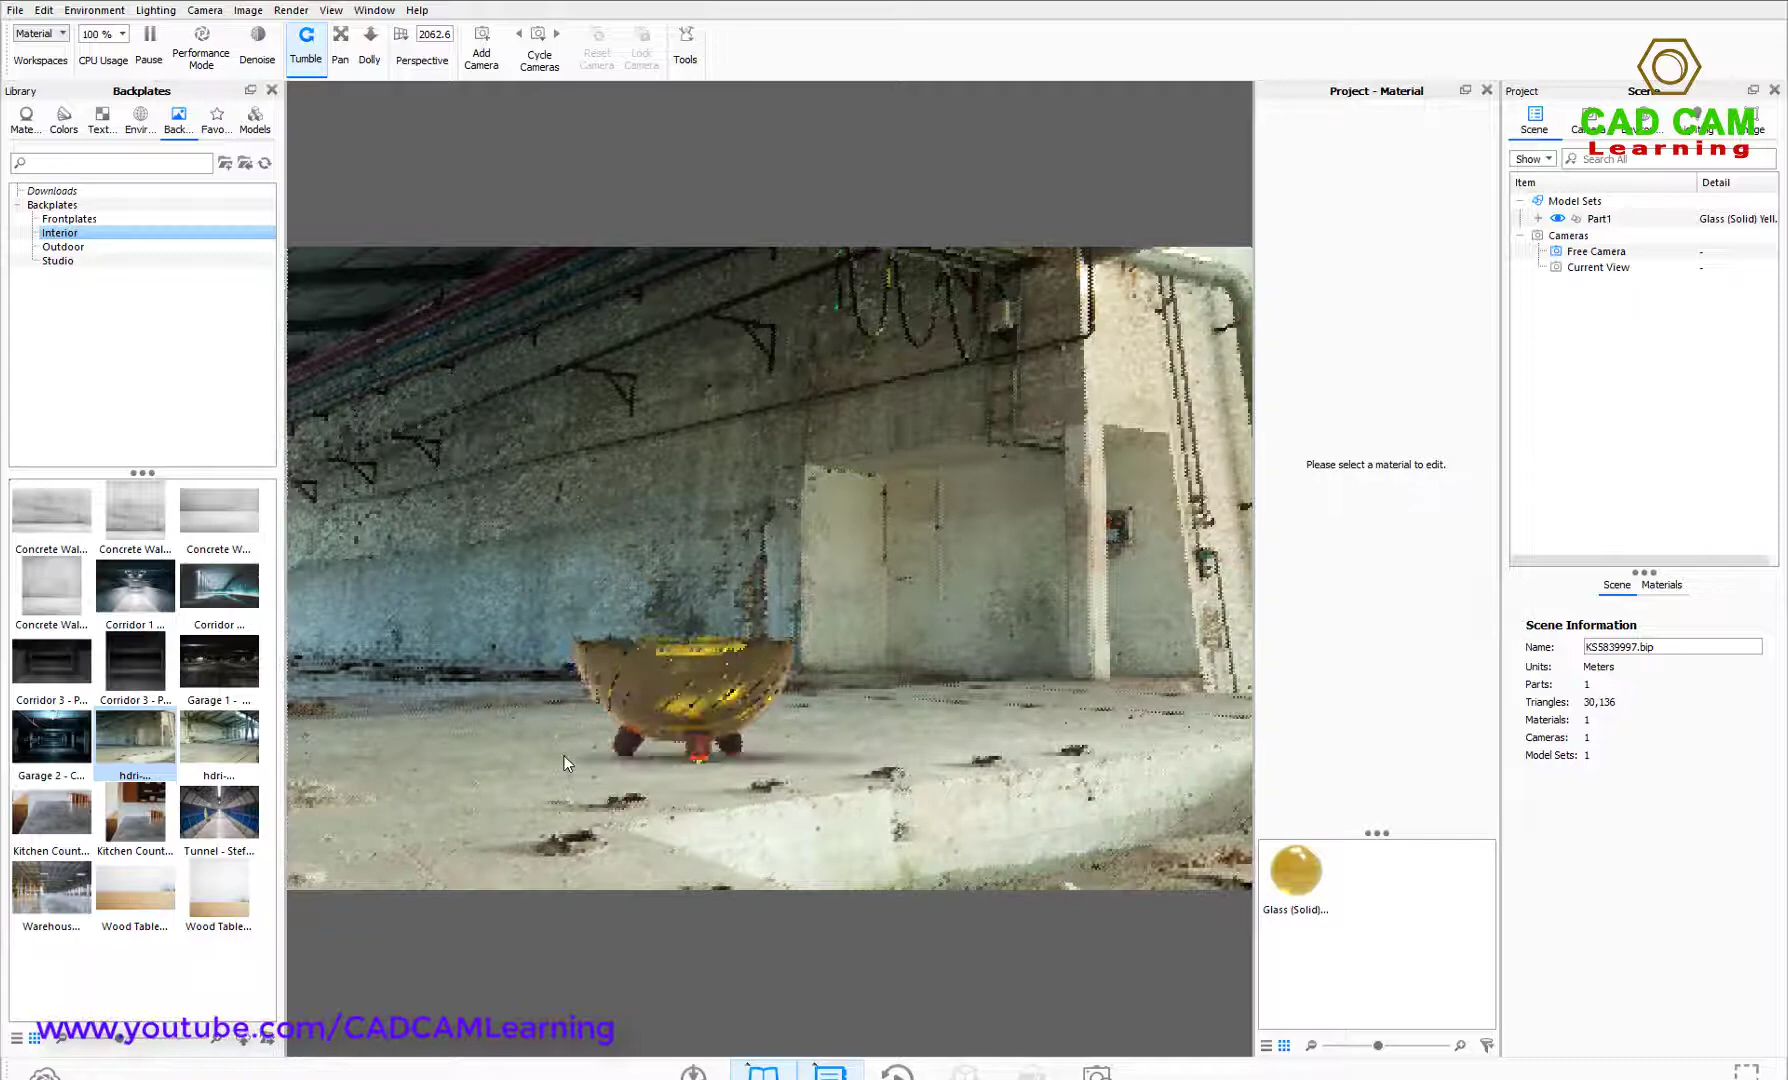 File Edit Environment Lighting Camera Image Render View Window Help
Material 100 % 2062.6
Workspaces CPU Usage Pause Performance Mode Denoise Tumble Pan Dolly Perspective Add Camera Cycle Cameras Reset Camera Lock Camera Tools
CAD CAM
Learning
Library Backplates
Mate... Colors Text... Envir... Back... Favo... Models
Downloads
Backplates
Frontplates
Interior
Outdoor
Studio
Concrete Wal... Concrete Wal... Concrete W...
Concrete Wal... Corridor 1 ... Corridor ...
Corridor 3 - P... Corridor 3 - P... Garage 1 - ...
Garage 2 - C... hdri-... hdri-...
Kitchen Count... Kitchen Count... Tunnel - Stef...
Warehous... Wood Table... Wood Table...
www.youtube.com/CADCAMLearning
Project - Material
Please select a material to edit.
Glass (Solid)...
Project Scene
Scene
Show Search All
Item Detail
Model Sets
Part1 Glass (Solid) Yell.
Cameras
Free Camera -
Current View -
Scene Materials
Scene Information
Name: KS5839997.bip
Units: Meters
Parts: 1
Triangles: 30,136
Materials: 1
Cameras: 1
Model Sets: 1